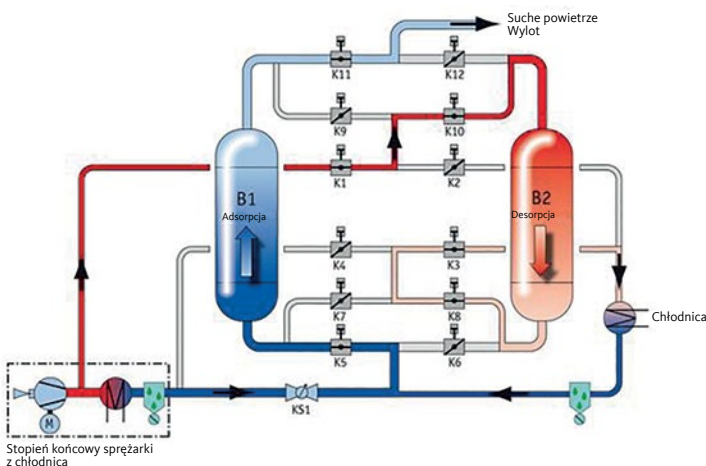 Suche powietrze
Wylot
K11
K12
K9
K10
K1
K2
B1
Adsorpcja
B2
Desorpcja
K4
K3
K7
K8
Chłodnica
K5
K6
KS1
M
Stopień końcowy sprężarki
z chłodnica